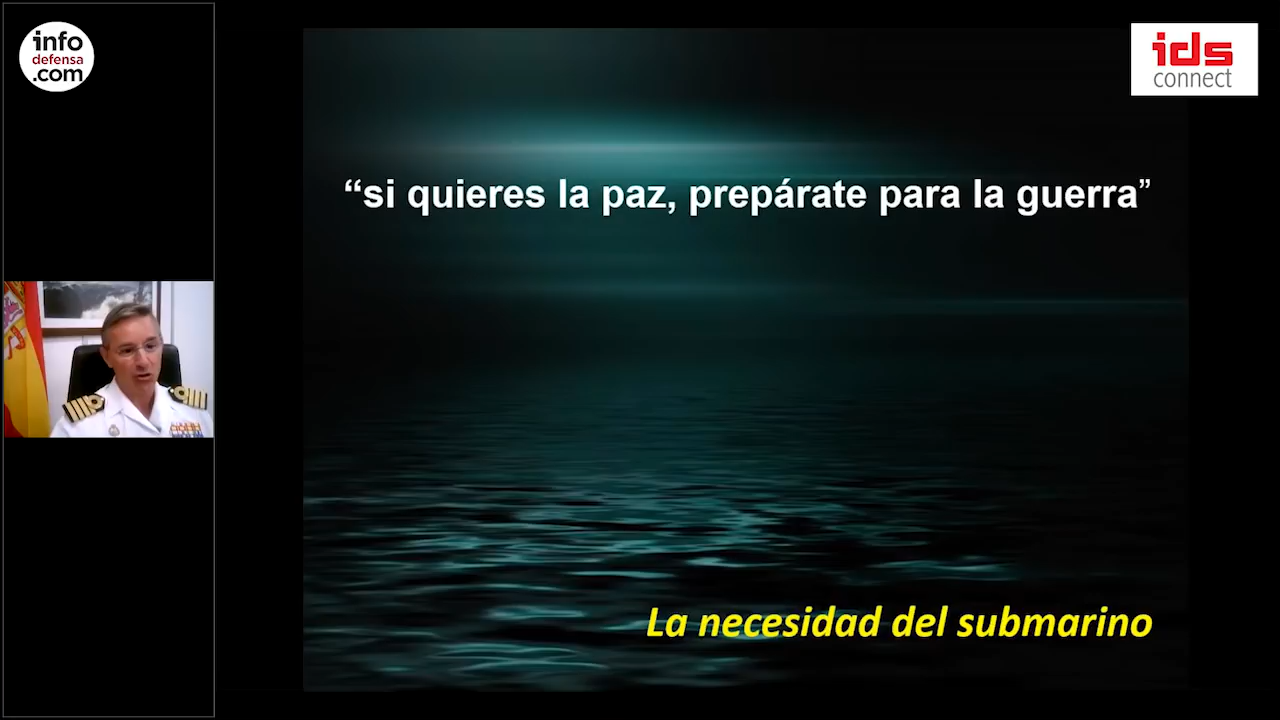 info
defensa
.com
ids
connect
“si quieres la paz, prepárate para la guerra”
La necesidad del submarino